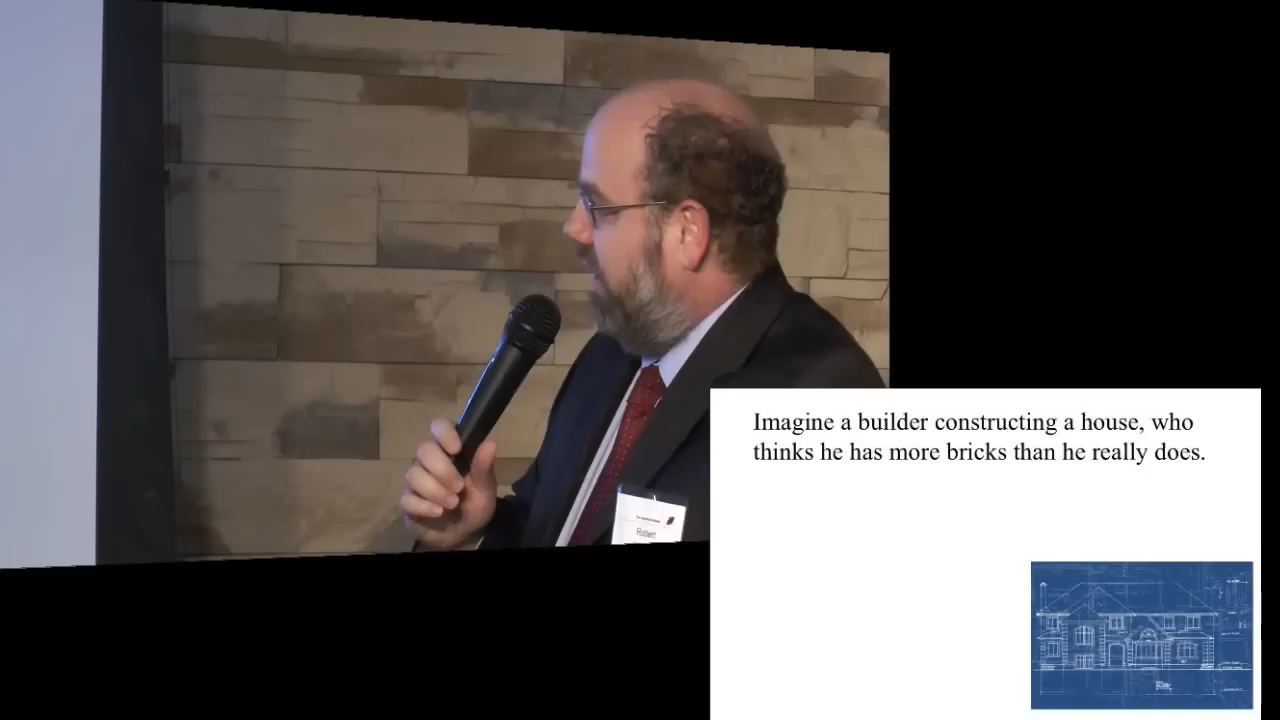 Robert
Imagine a builder constructing a house, who
thinks he has more bricks than he really does.